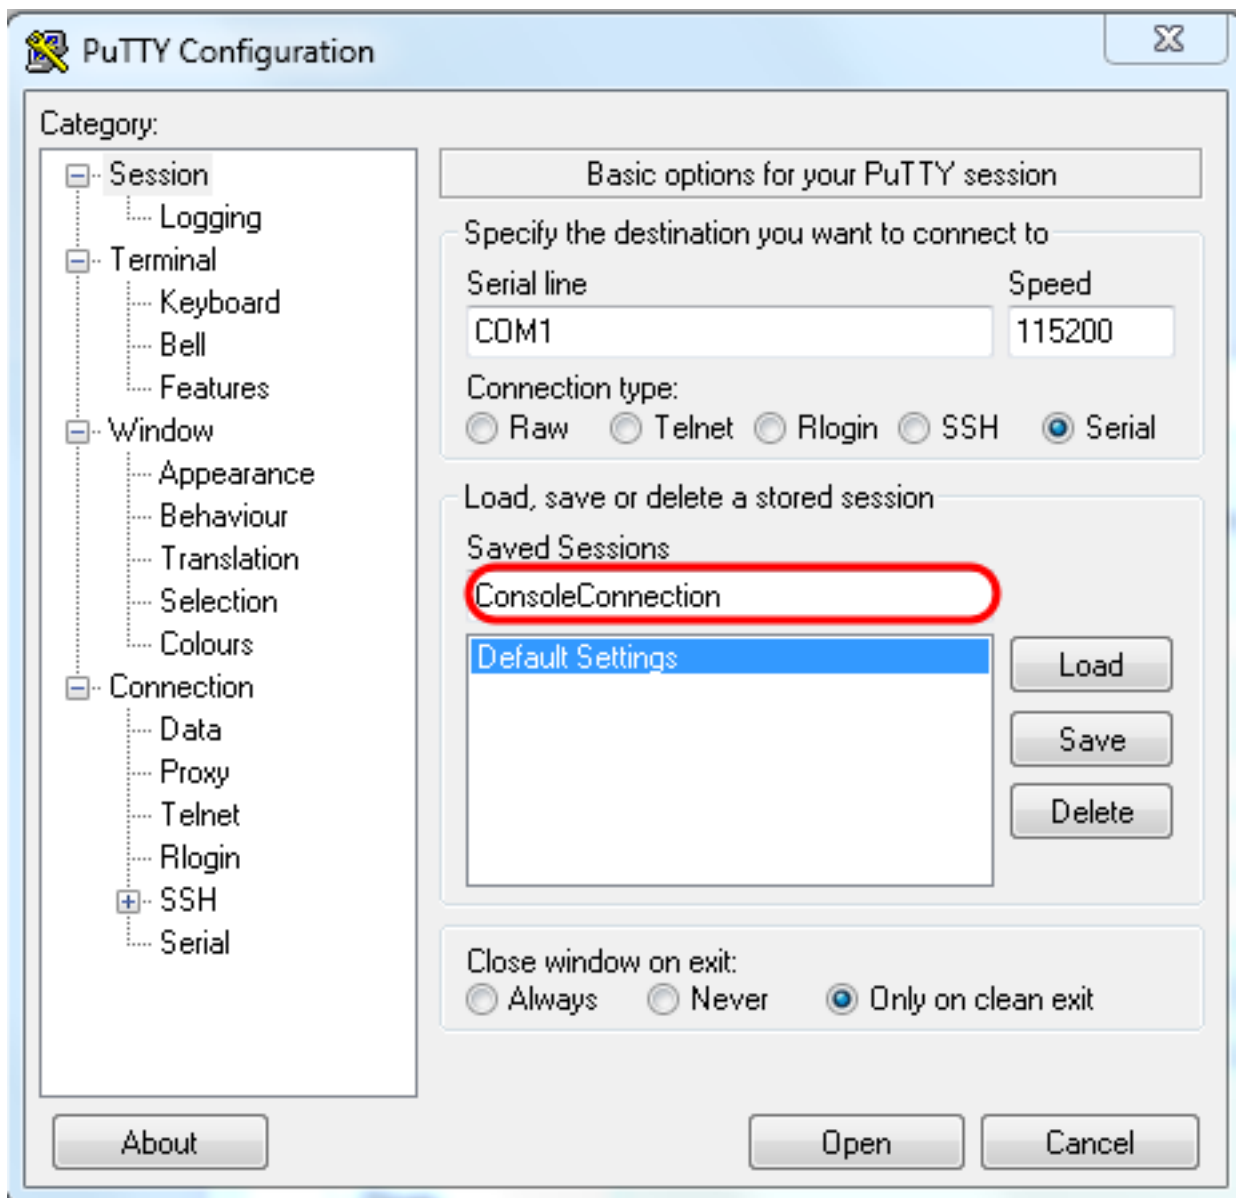 PuTTY Configuration
Category:
Session
Logging
Terminal
Keyboard
Bell
Features
Window
Appearance
Behaviour
Translation
Selection
Colours
Connection
Data
Proxy
Telnet
Rlogin
SSH
Serial
Basic options for your PuTTY session
Specify the destination you want to connect to
Serial line Speed
COM1 115200
Connection type:
Raw Telnet Rlogin SSH Serial
Load, save or delete a stored session
Saved Sessions
ConsoleConnection
Default Settings
Load
Save
Delete
Close window on exit:
Always Never Only on clean exit
About Open Cancel